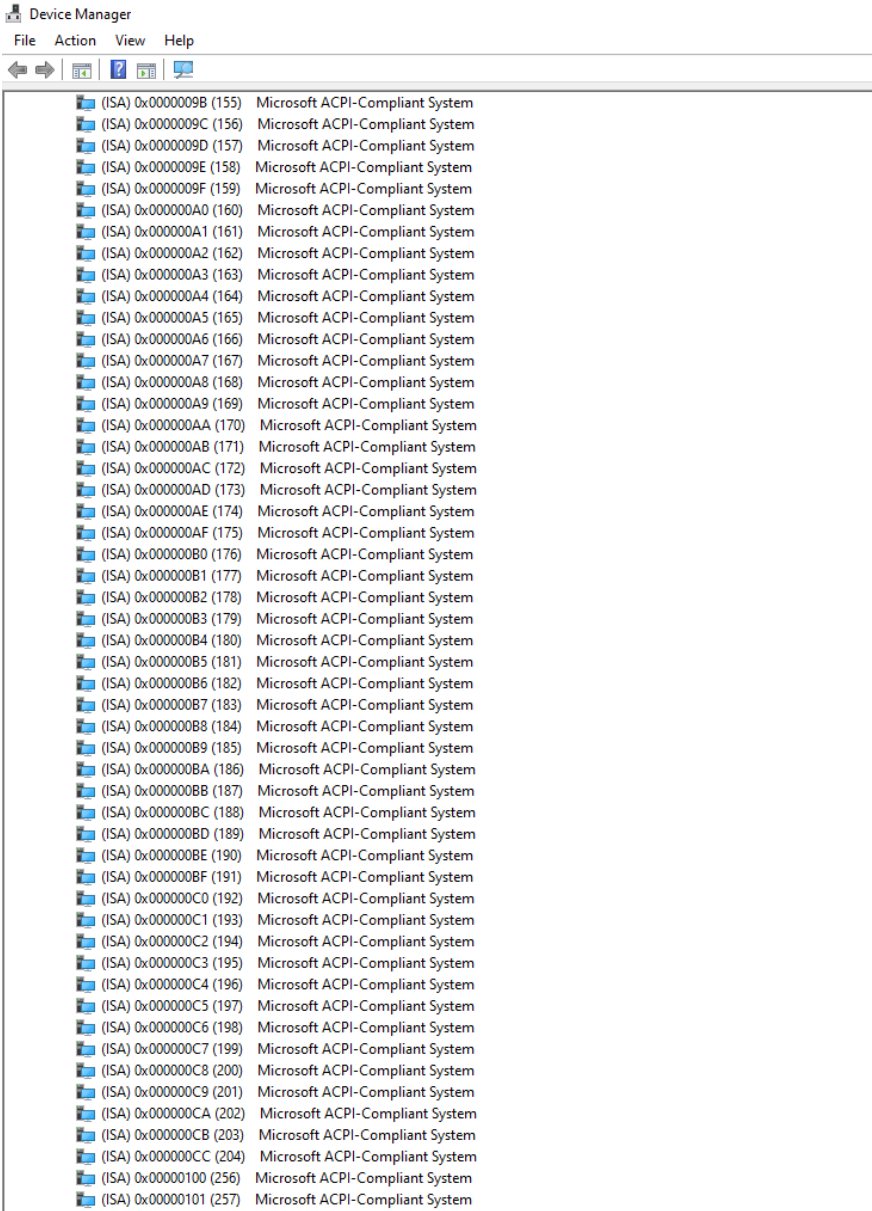 Device Manager
File Action View Help
(ISA) 0x0000009B (155) Microsoft ACPI-Compliant System
(ISA) 0x0000009C (156) Microsoft ACPI-Compliant System
(ISA) 0x0000009D (157) Microsoft ACPI-Compliant System
(ISA) 0x0000009E (158) Microsoft ACPI-Compliant System
(ISA) 0x0000009F (159) Microsoft ACPI-Compliant System
(ISA) 0x000000A0 (160) Microsoft ACPI-Compliant System
(ISA) 0x000000A1 (161) Microsoft ACPI-Compliant System
(ISA) 0x000000A2 (162) Microsoft ACPI-Compliant System
(ISA) 0x000000A3 (163) Microsoft ACPI-Compliant System
(ISA) 0x000000A4 (164) Microsoft ACPI-Compliant System
(ISA) 0x000000A5 (165) Microsoft ACPI-Compliant System
(ISA) 0x000000A6 (166) Microsoft ACPI-Compliant System
(ISA) 0x000000A7 (167) Microsoft ACPI-Compliant System
(ISA) 0x000000A8 (168) Microsoft ACPI-Compliant System
(ISA) 0x000000A9 (169) Microsoft ACPI-Compliant System
(ISA) 0x000000AA (170) Microsoft ACPI-Compliant System
(ISA) 0x000000AB (171) Microsoft ACPI-Compliant System
(ISA) 0x000000AC (172) Microsoft ACPI-Compliant System
(ISA) 0x000000AD (173) Microsoft ACPI-Compliant System
(ISA) 0x000000AE (174) Microsoft ACPI-Compliant System
(ISA) 0x000000AF (175) Microsoft ACPI-Compliant System
(ISA) 0x000000B0 (176) Microsoft ACPI-Compliant System
(ISA) 0x000000B1 (177) Microsoft ACPI-Compliant System
(ISA) 0x000000B2 (178) Microsoft ACPI-Compliant System
(ISA) 0x000000B3 (179) Microsoft ACPI-Compliant System
(ISA) 0x000000B4 (180) Microsoft ACPI-Compliant System
(ISA) 0x000000B5 (181) Microsoft ACPI-Compliant System
(ISA) 0x000000B6 (182) Microsoft ACPI-Compliant System
(ISA) 0x000000B7 (183) Microsoft ACPI-Compliant System
(ISA) 0x000000B8 (184) Microsoft ACPI-Compliant System
(ISA) 0x000000B9 (185) Microsoft ACPI-Compliant System
(ISA) 0x000000BA (186) Microsoft ACPI-Compliant System
(ISA) 0x000000BB (187) Microsoft ACPI-Compliant System
(ISA) 0x000000BC (188) Microsoft ACPI-Compliant System
(ISA) 0x000000BD (189) Microsoft ACPI-Compliant System
(ISA) 0x000000BE (190) Microsoft ACPI-Compliant System
(ISA) 0x000000BF (191) Microsoft ACPI-Compliant System
(ISA) 0x000000C0 (192) Microsoft ACPI-Compliant System
(ISA) 0x000000C1 (193) Microsoft ACPI-Compliant System
(ISA) 0x000000C2 (194) Microsoft ACPI-Compliant System
(ISA) 0x000000C3 (195) Microsoft ACPI-Compliant System
(ISA) 0x000000C4 (196) Microsoft ACPI-Compliant System
(ISA) 0x000000C5 (197) Microsoft ACPI-Compliant System
(ISA) 0x000000C6 (198) Microsoft ACPI-Compliant System
(ISA) 0x000000C7 (199) Microsoft ACPI-Compliant System
(ISA) 0x000000C8 (200) Microsoft ACPI-Compliant System
(ISA) 0x000000C9 (201) Microsoft ACPI-Compliant System
(ISA) 0x000000CA (202) Microsoft ACPI-Compliant System
(ISA) 0x000000CB (203) Microsoft ACPI-Compliant System
(ISA) 0x000000CC (204) Microsoft ACPI-Compliant System
(ISA) 0x00000100 (256) Microsoft ACPI-Compliant System
(ISA) 0x00000101 (257) Microsoft ACPI-Compliant System